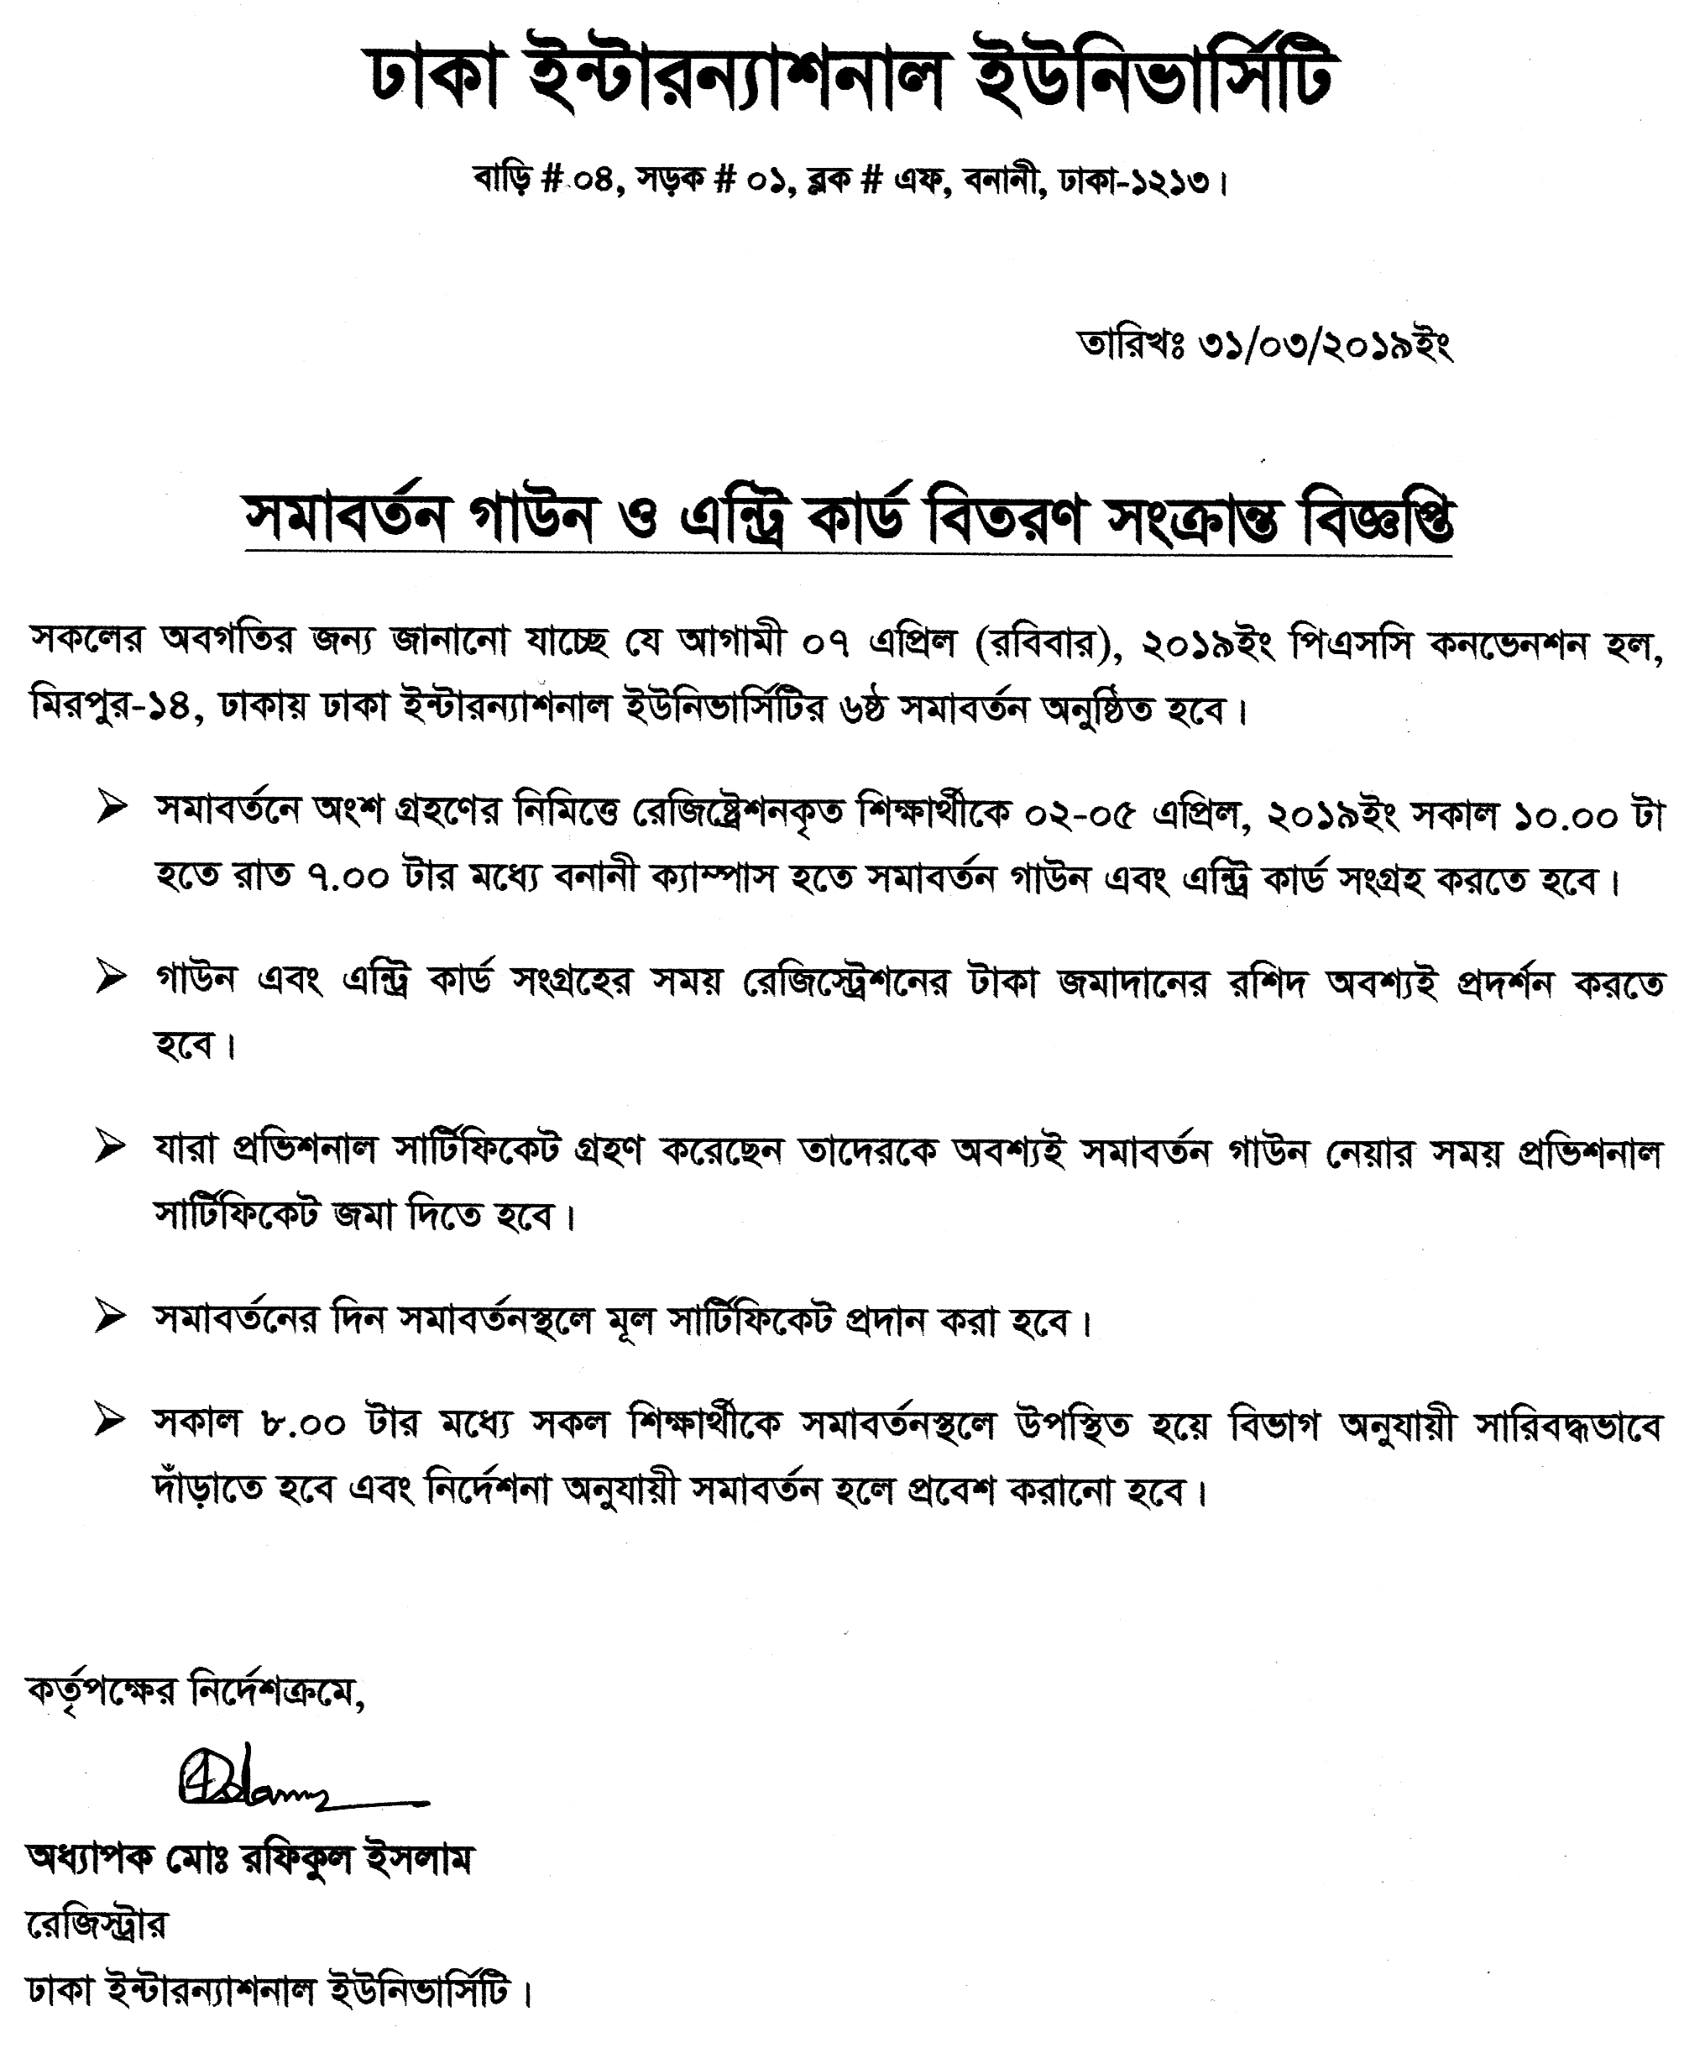 ঢাকা ইন্টারন্যাশনাল ইউনিভার্সিটি
বাড়ি # ০৪, সড়ক # ০১, ব্লক # এফ, বনানী, ঢাকা-১২১৩।
তারিখঃ ৩১/০৩/২০১৯ইং
সমাবর্তন গাউন ও এন্ট্রি কার্ড বিতরণ সংক্রান্ত বিজ্ঞপ্তি
সকলের অবগতির জন্য জানানো যাচ্ছে যে আগামী ০৭ এপ্রিল (রবিবার), ২০১৯ইং পিএসসি কনভেনশন হল,
মিরপুর-১৪, ঢাকায় ঢাকা ইন্টারন্যাশনাল ইউনিভার্সিটির ৬ষ্ঠ সমাবর্তন অনুষ্ঠিত হবে।
➢ সমাবর্তনে অংশ গ্রহণের নিমিত্তে রেজিষ্ট্রেশনকৃত শিক্ষার্থীকে ০২-০৫ এপ্রিল, ২০১৯ইং সকাল ১০.০০ টা
হতে রাত ৭.০০ টার মধ্যে বনানী ক্যাম্পাস হতে সমাবর্তন গাউন এবং এন্ট্রি কার্ড সংগ্রহ করতে হবে।
➢ গাউন এবং এন্ট্রি কার্ড সংগ্রহের সময় রেজিস্ট্রেশনের টাকা জমাদানের রশিদ অবশ্যই প্রদর্শন করতে
হবে।
➢ যারা প্রভিশনাল সার্টিফিকেট গ্রহণ করেছেন তাদেরকে অবশ্যই সমাবর্তন গাউন নেয়ার সময় প্রভিশনাল
সার্টিফিকেট জমা দিতে হবে।
➢ সমাবর্তনের দিন সমাবর্তনস্থলে মূল সার্টিফিকেট প্রদান করা হবে।
➢ সকাল ৮.০০ টার মধ্যে সকল শিক্ষার্থীকে সমাবর্তনস্থলে উপস্থিত হয়ে বিভাগ অনুযায়ী সারিবদ্ধভাবে
দাঁড়াতে হবে এবং নির্দেশনা অনুযায়ী সমাবর্তন হলে প্রবেশ করানো হবে।
কর্তৃপক্ষের নির্দেশক্রমে,
অধ্যাপক মোঃ রফিকুল ইসলাম
রেজিস্ট্রার
ঢাকা ইন্টারন্যাশনাল ইউনিভার্সিটি।